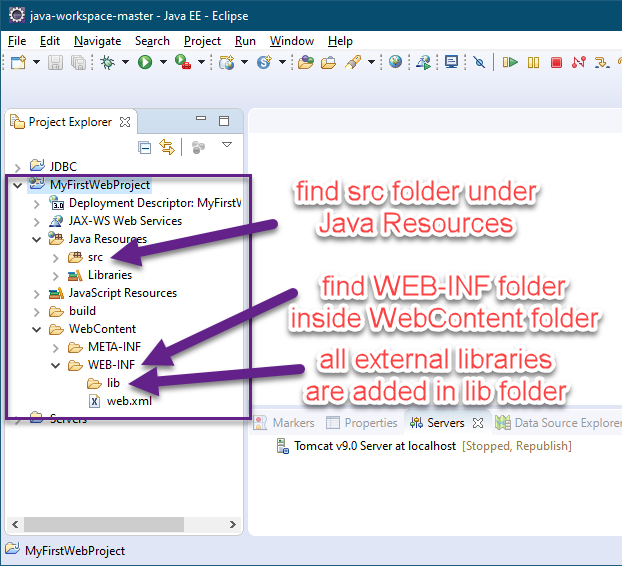 java-workspace-master - Java EE - Eclipse
File Edit Navigate Search Project Run Window Help
Project Explorer
JDBC
MyFirstWebProject
Deployment Descriptor: MyFirstW
JAX-WS Web Services
Java Resources
src
Libraries
JavaScript Resources
build
WebContent
META-INF
WEB-INF
lib
web.xml
Servers
find src folder under
Java Resources
find WEB-INF folder
inside WebContent folder
all external libraries
are added in lib folder
Markers Properties Servers Data Source Explorer
Tomcat v9.0 Server at localhost [Stopped, Republish]
MyFirstWebProject